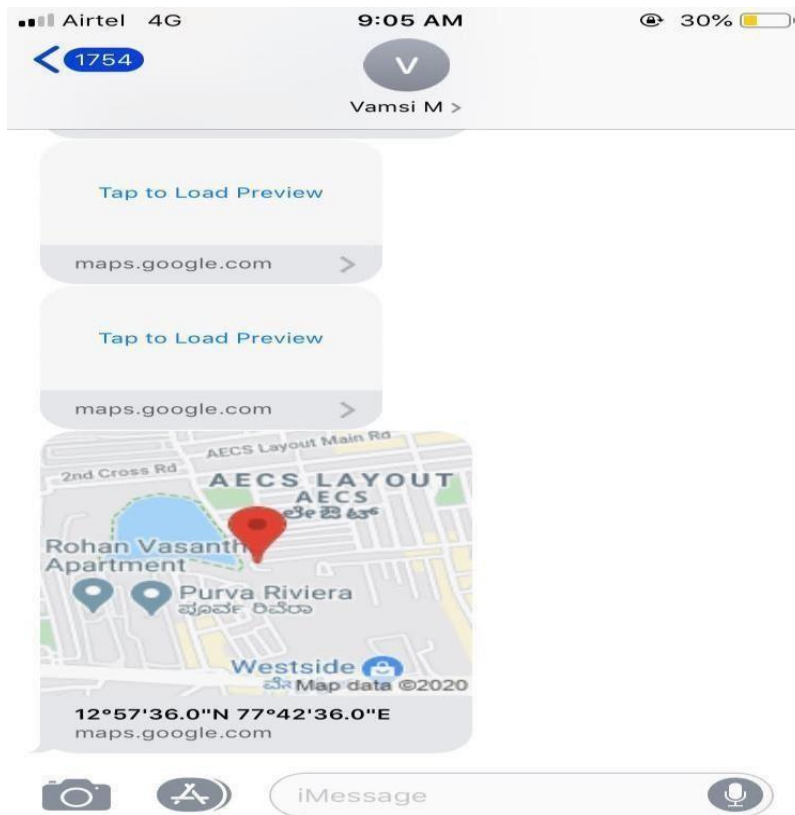 Airtel 4G 9:05 AM 30%
1754
V
Vamsi M >
Tap to Load Preview
maps.google.com >
Tap to Load Preview
maps.google.com >
AECS Layout Main Rd
2nd Cross Rd
AECS LAYOUT
AECS
ಲೇಔಟ್
Rohan Vasantha
Apartment
Purva Riviera
ಪೂರ್ವ ರಿವೆರಾ
Westside
Map data ©2020
12°57'36.0"N 77°42'36.0"E
maps.google.com
iMessage